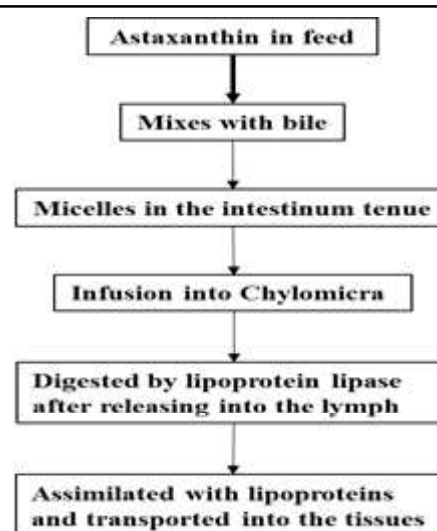 Astaxanthin in feed
Mixes with bile
Micelles in the intestinum tenue
Infusion into Chylomicra
Digested by lipoprotein lipase
after releasing into the lymph
Assimilated with lipoproteins
and transported into the tissues